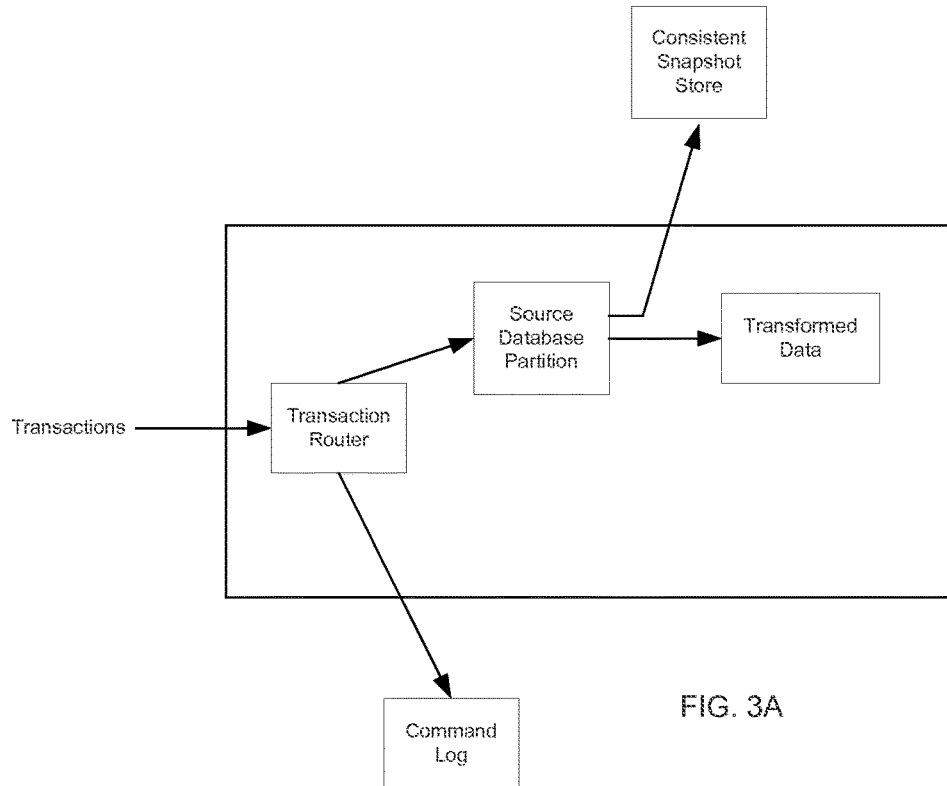 Consistent
Snapshot
Store
Source
Database
Partition
Transformed
Data
Transactions
Transaction
Router
Command
Log
FIG. 3A